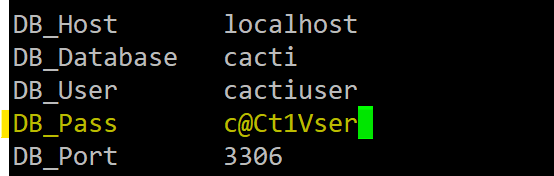 DB_Host localhost
DB_Database cacti
DB_User cactiuser
DB_Pass c@Ct1Vser
DB_Port 3306